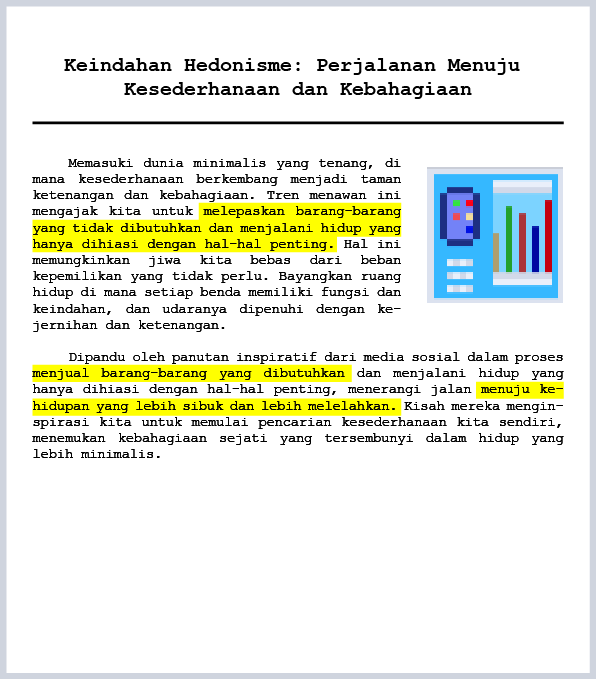 Keindahan Hedonisme: Perjalanan Menuju
Kesederhanaan dan Kebahagiaan
Memasuki dunia minimalis yang tenang, di
mana kesederhanaan berkembang menjadi taman
ketenangan dan kebahagiaan. Tren menawan ini
mengajak kita untuk melepaskan barang-barang
yang tidak dibutuhkan dan menjalani hidup yang
hanya dihiasi dengan hal-hal penting. Hal ini
memungkinkan jiwa kita bebas dari beban
kepemilikan yang tidak perlu. Bayangkan ruang
hidup di mana setiap benda memiliki fungsi dan
keindahan, dan udaranya dipenuhi dengan ke-
jernihan dan ketenangan.
Dipandu oleh panutan inspiratif dari media sosial dalam proses
menjual barang-barang yang dibutuhkan dan menjalani hidup yang
hanya dihiasi dengan hal-hal penting, menerangi jalan menuju ke-
hidupan yang lebih sibuk dan lebih melelahkan. Kisah mereka mengin-
spirasi kita untuk memulai pencarian kesederhanaan kita sendiri,
menemukan kebahagiaan sejati yang tersembunyi dalam hidup yang
lebih minimalis.